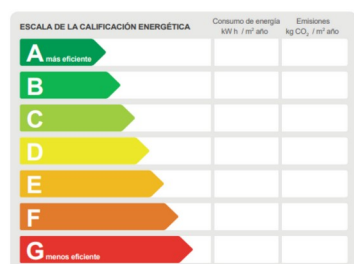 ESCALA DE LA CALIFICACIÓN ENERGÉTICA
Consumo de energía
kW h / m² año
Emisiones
kg CO₂ / m² año
A más eficiente
B
C
D
E
F
G menos eficiente